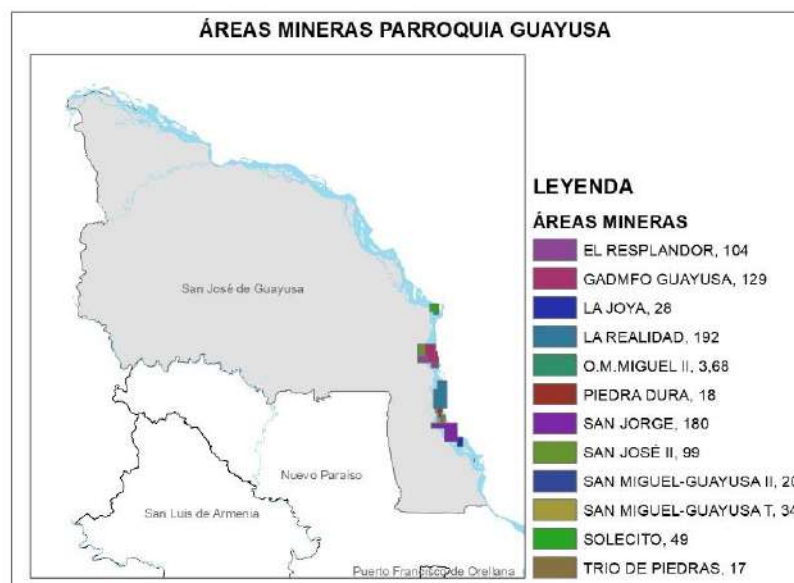 ÁREAS MINERAS PARROQUIA GUAYUSA
San José de Guayusa
Nuevo Paraiso
San Luis de Armenia
Puerto Francisco de Orellana
LEYENDA
ÁREAS MINERAS
EL RESPLANDOR, 104
GADMFO GUAYUSA, 129
LA JOYA, 28
LA REALIDAD, 192
O.M.MIGUEL II, 3,68
PIEDRA DURA, 18
SAN JORGE, 180
SAN JOSÉ II, 99
SAN MIGUEL-GUAYUSA II, 20
SAN MIGUEL-GUAYUSA T, 34
SOLECITO, 49
TRIO DE PIEDRAS, 17